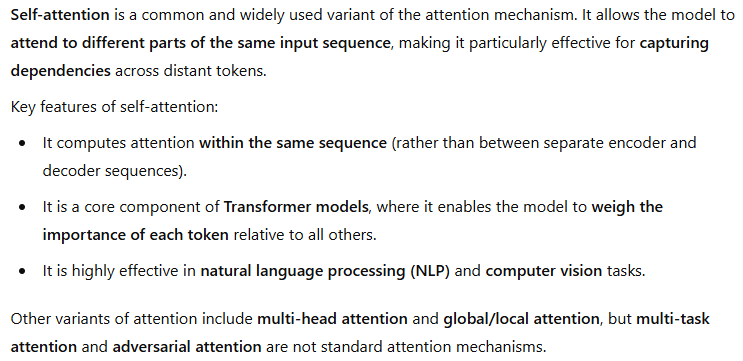 Self-attention is a common and widely used variant of the attention mechanism. It allows the model to
attend to different parts of the same input sequence, making it particularly effective for capturing
dependencies across distant tokens.
Key features of self-attention:
• It computes attention within the same sequence (rather than between separate encoder and
decoder sequences).
• It is a core component of Transformer models, where it enables the model to weigh the
importance of each token relative to all others.
• It is highly effective in natural language processing (NLP) and computer vision tasks.
Other variants of attention include multi-head attention and global/local attention, but multi-task
attention and adversarial attention are not standard attention mechanisms.